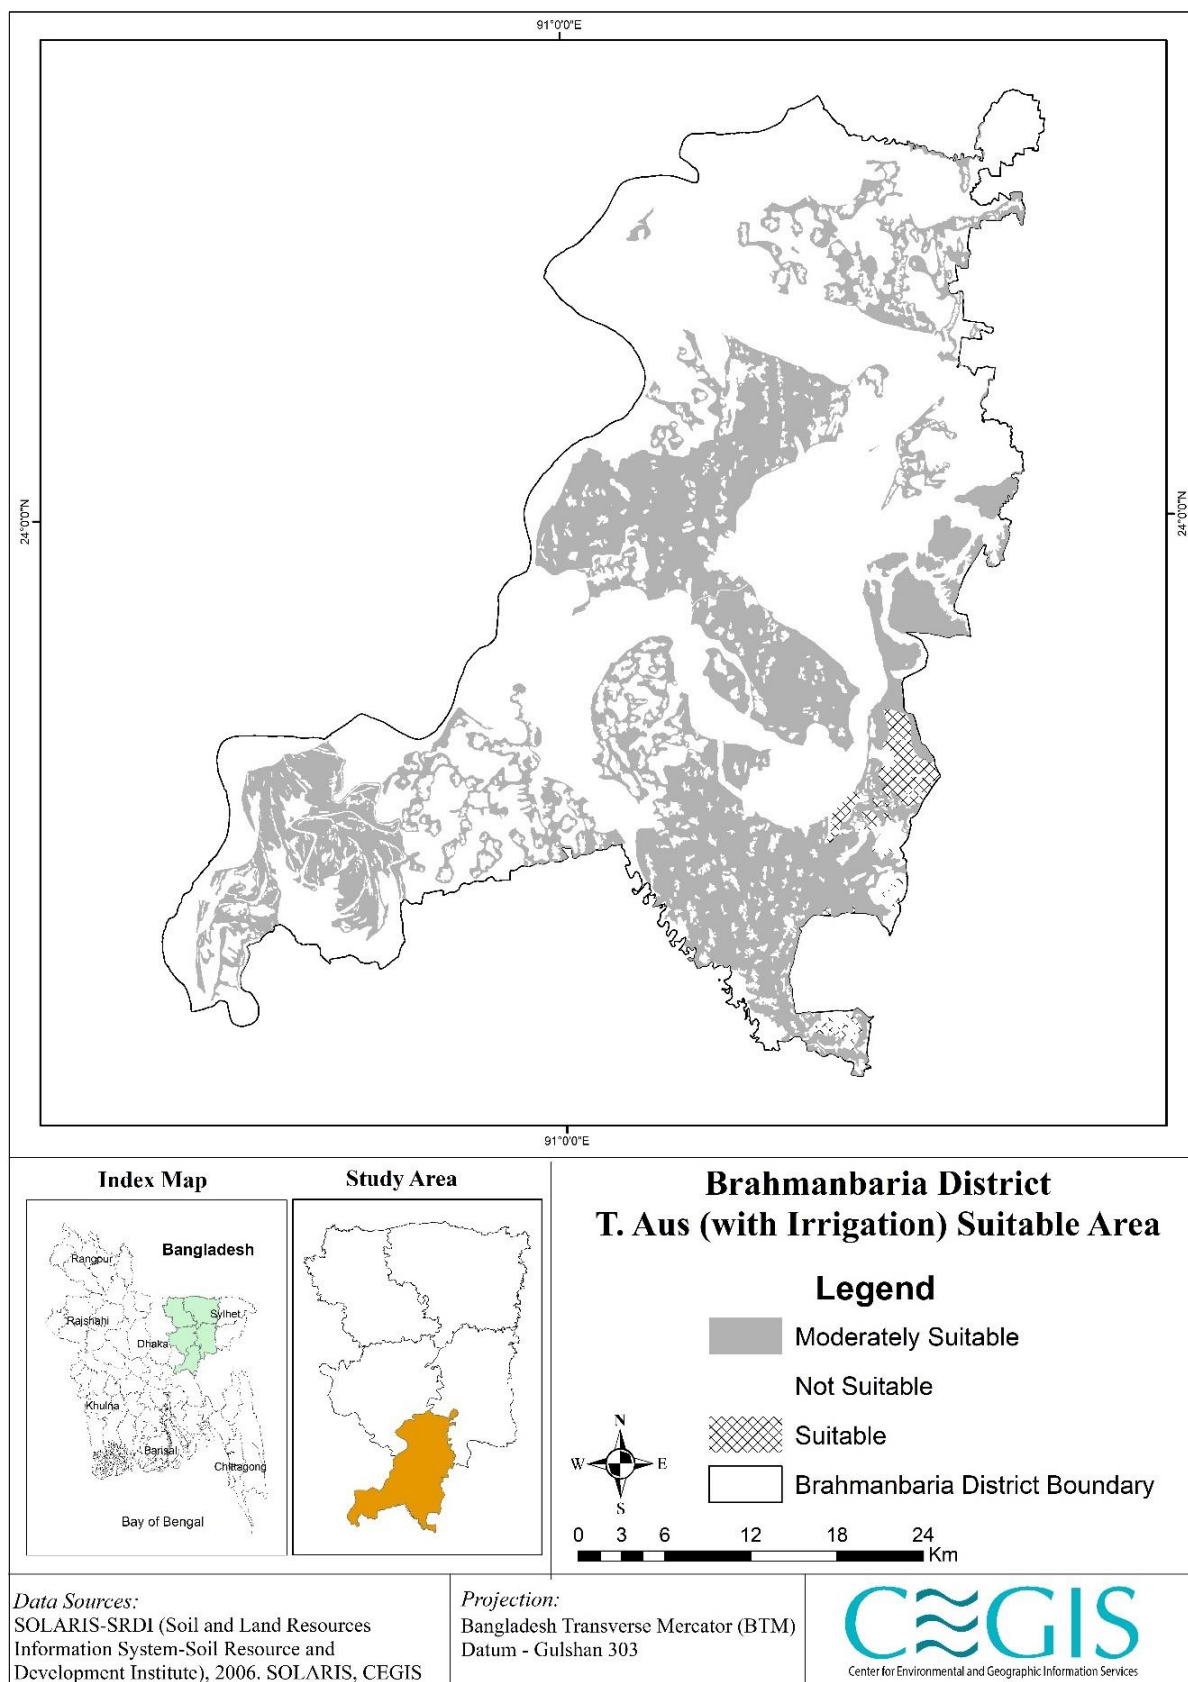 91°0'0"E
24°0'0"N
24°0'0"N
91°0'0"E
Index Map
Bangladesh
Rangpur
Rajshahi
Sylhet
Dhaka
Khulna
Barisal
Chittagong
Bay of Bengal
Study Area
Brahmanbaria District
T. Aus (with Irrigation) Suitable Area
Legend
Moderately Suitable
Not Suitable
Suitable
Brahmanbaria District Boundary
N
W E
S
0 3 6 12 18 24
Km
Data Sources:
SOLARIS-SRDI (Soil and Land Resources
Information System-Soil Resource and
Development Institute), 2006. SOLARIS, CEGIS
Projection:
Bangladesh Transverse Mercator (BTM)
Datum - Gulshan 303
CEGIS
Center for Environmental and Geographic Information Services